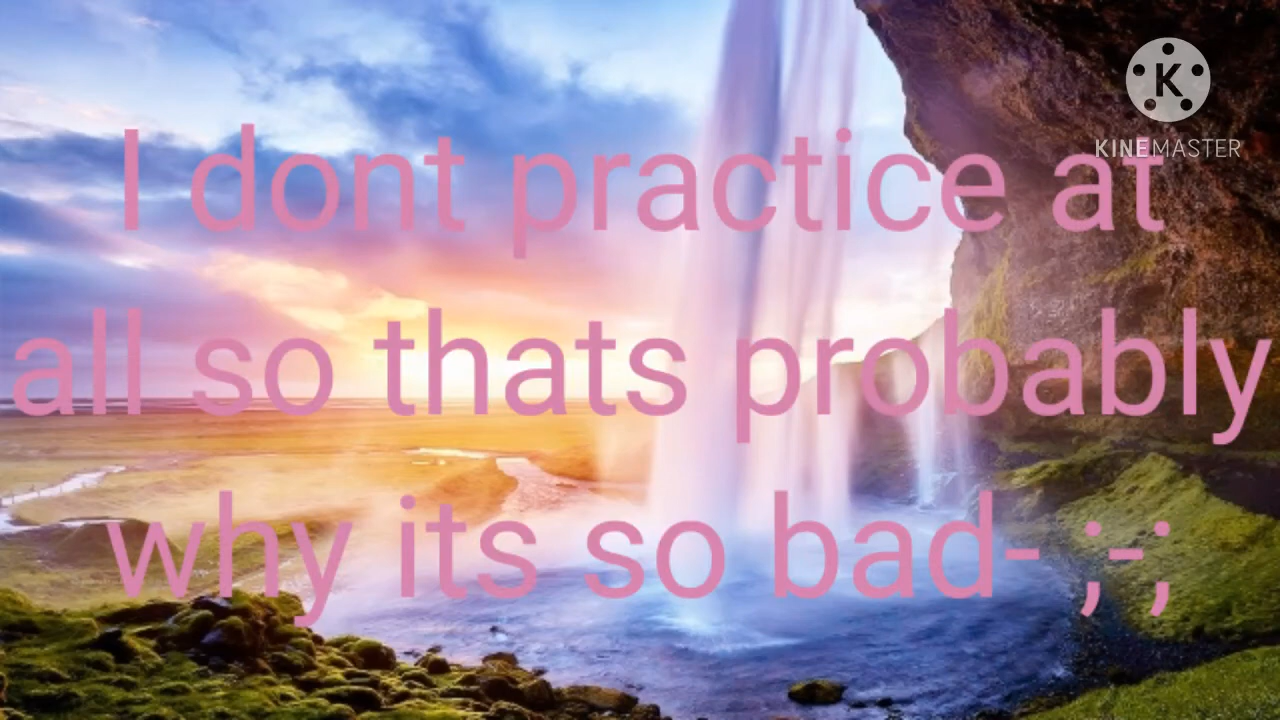 K
KINEMASTER
I dont practice at
all so thats probably
why its so bad- ;-;